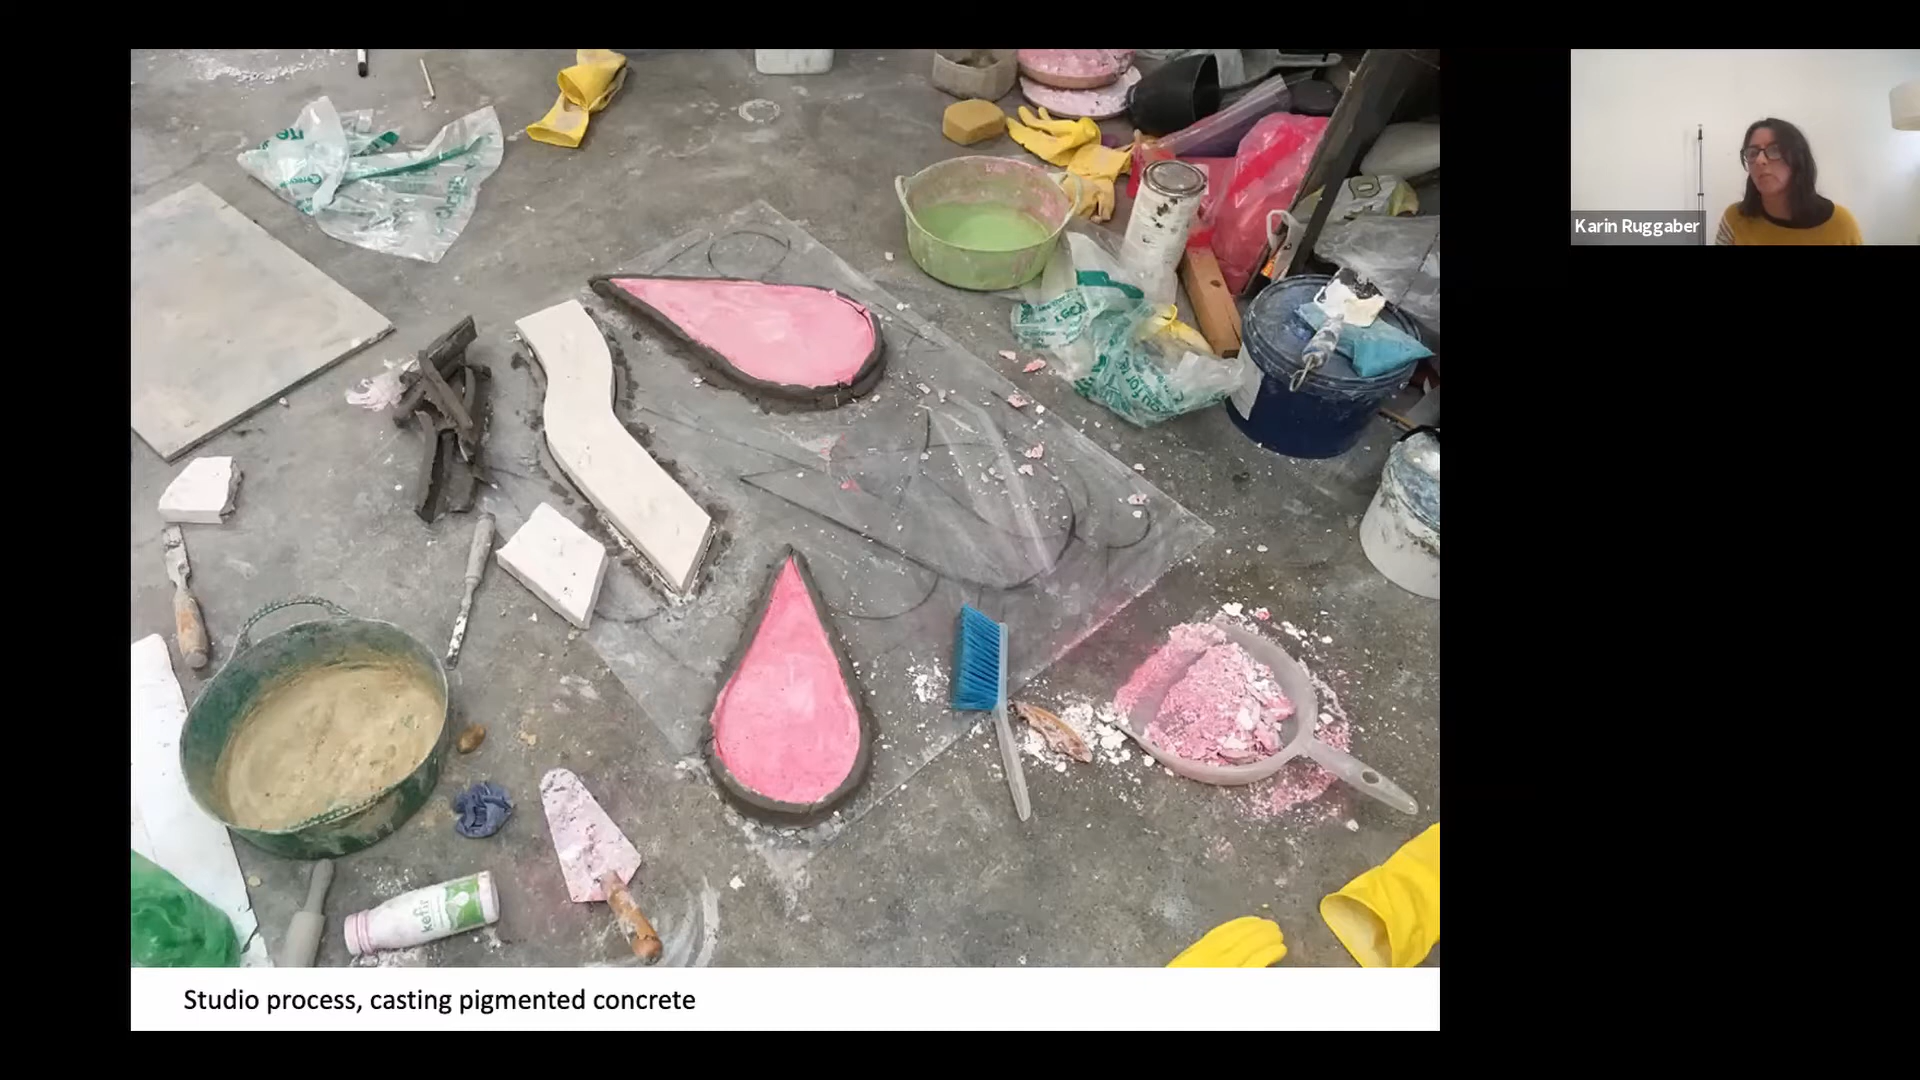 Karin Ruggaber
kefir
Studio process, casting pigmented concrete